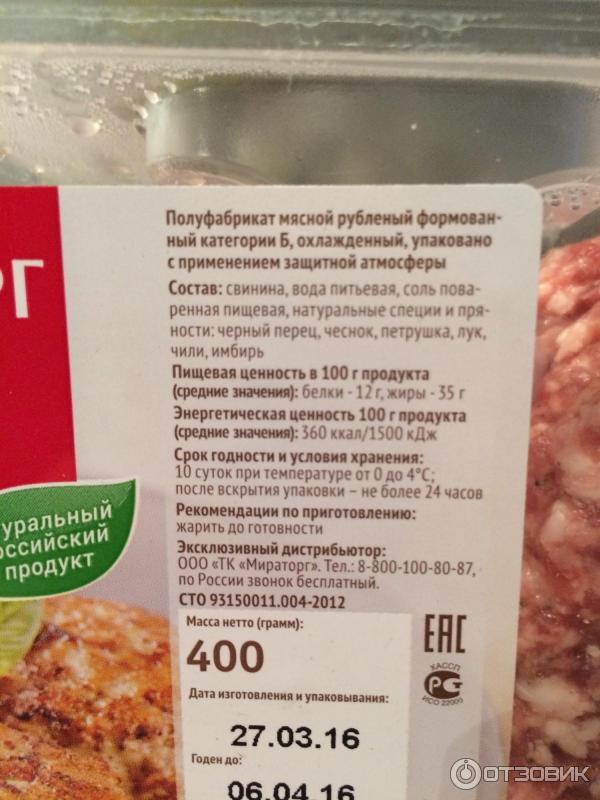 РГ
Полуфабрикат мясной рубленый формован-
ный категории Б, охлажденный, упаковано
с применением защитной атмосферы
Состав: свинина, вода питьевая, соль пова-
ренная пищевая, натуральные специи и пря-
ности: черный перец, чеснок, петрушка, лук,
чили, имбирь
Пищевая ценность в 100 г продукта
(средние значения): белки - 12 г, жиры - 35 г
Энергетическая ценность 100 г продукта
(средние значения): 360 ккал/1500 кДж
Срок годности и условия хранения:
10 суток при температуре от 0 до 4°С;
после вскрытия упаковки – не более 24 часов
Рекомендации по приготовлению:
жарить до готовности
Эксклюзивный дистрибьютор:
ООО «ТК «Мираторг». Тел.: 8-800-100-80-87,
по России звонок бесплатный.
СТО 93150011.004-2012
уральный
оссийский
продукт
Масса нетто (грамм):
400
Дата изготовления и упаковывания:
27.03.16
Годен до:
06.04.16
ЕАС
ХАССП
РСТ
ИСО 22000
ОТЗОВИК